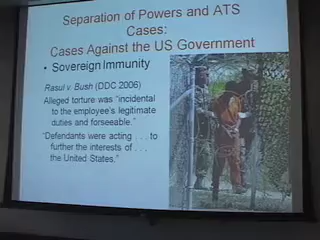 Separation of Powers and ATS
Cases:
Cases Against the US Government
• Sovereign Immunity
Rasul v. Bush (DDC 2006)
Alleged torture was “incidental
to the employee’s legitimate
duties and forseeable.”
“Defendants were acting . . . to
further the interests of . . .
the United States.”